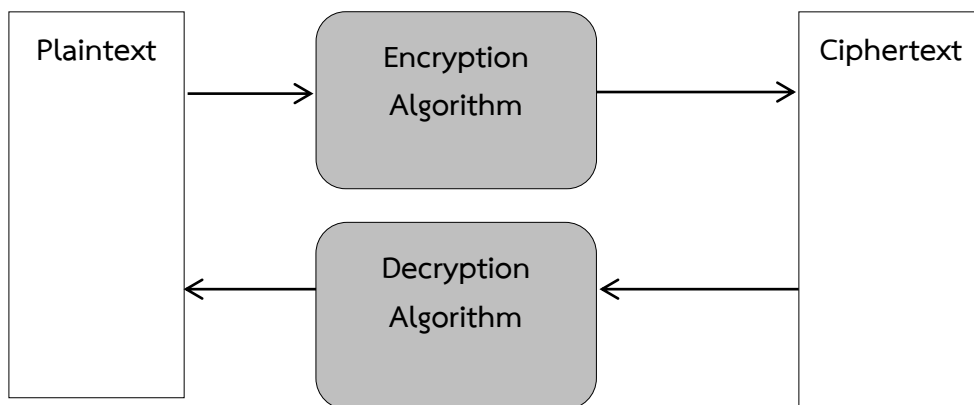 Plaintext
Encryption
Algorithm
Ciphertext
Decryption
Algorithm